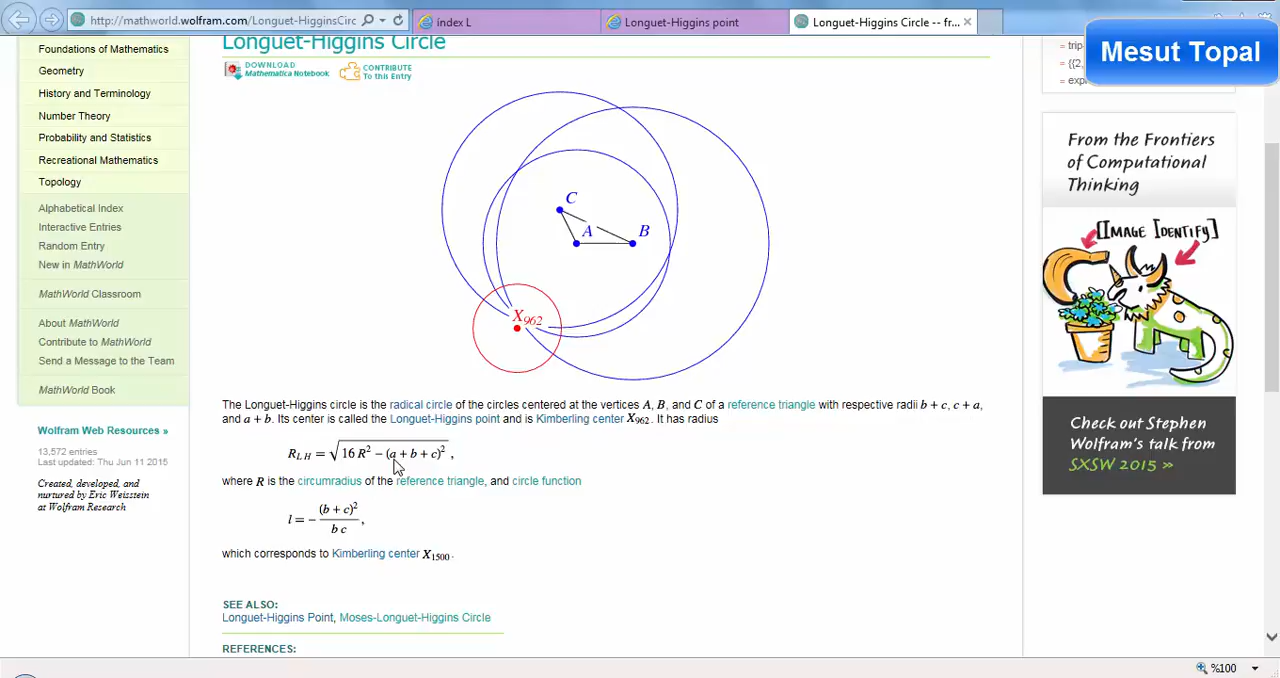 http://mathworld.wolfram.com/Longuet-HigginsCirc
index L
Longuet-Higgins point
Longuet-Higgins Circle -- fr...
Mesut Topal
Foundations of Mathematics
Geometry
History and Terminology
Number Theory
Probability and Statistics
Recreational Mathematics
Topology
Alphabetical Index
Interactive Entries
Random Entry
New in MathWorld
MathWorld Classroom
About MathWorld
Contribute to MathWorld
Send a Message to the Team
MathWorld Book
Wolfram Web Resources »
13,572 entries
Last updated: Thu Jun 11 2015
Created, developed, and
nurtured by Eric Weisstein
at Wolfram Research
Longuet-Higgins Circle
DOWNLOAD
Mathematica Notebook
CONTRIBUTE
To this Entry
C
A
B
X₉₆₂
The Longuet-Higgins circle is the radical circle of the circles centered at the vertices A, B, and C of a reference triangle with respective radii b + c, c + a,
and a + b. Its center is called the Longuet-Higgins point and is Kimberling center X₉₆₂. It has radius
R_LH = √(16 R² − (a + b + c)²),
where R is the circumradius of the reference triangle, and circle function
l = − (b + c)² / b c,
which corresponds to Kimberling center X₁₅₀₀.
SEE ALSO:
Longuet-Higgins Point, Moses-Longuet-Higgins Circle
REFERENCES:
= trip
= {{2,
= exp
From the Frontiers
of Computational
Thinking
[IMAGE IDENTIFY]
Check out Stephen
Wolfram's talk from
SXSW 2015 »
%100